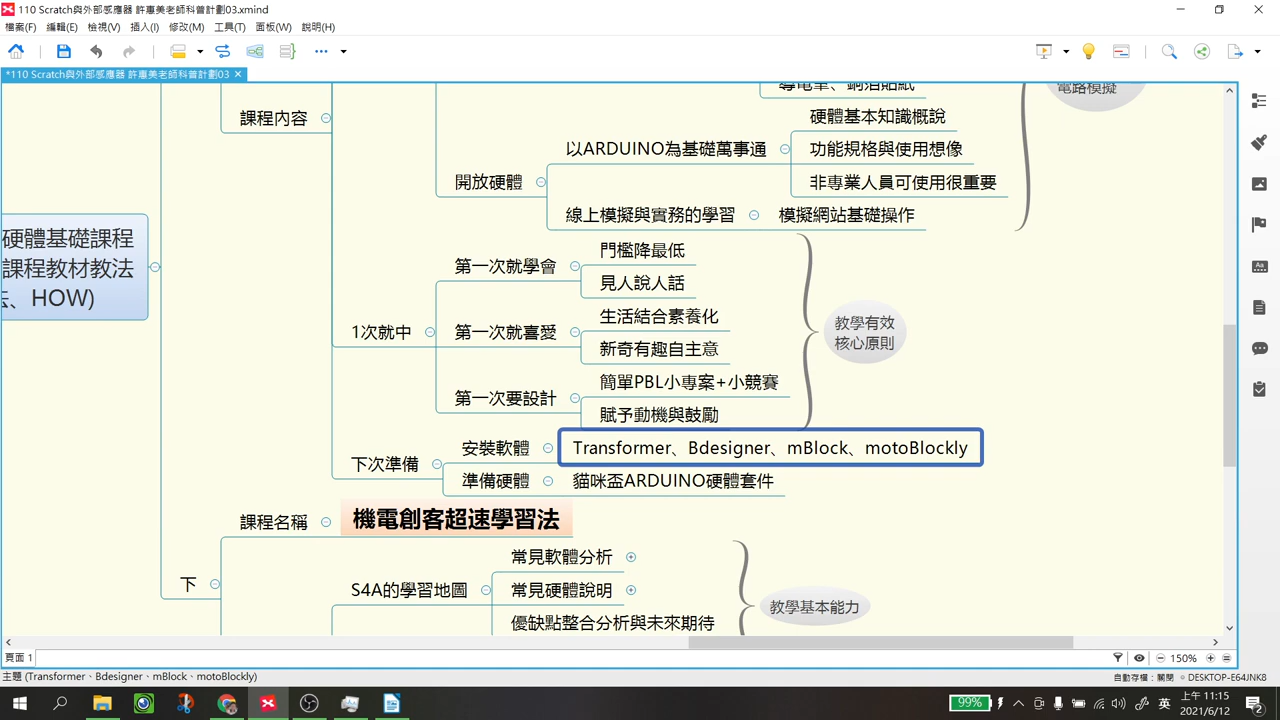 110 Scratch與外部感應器 許惠美老師科普計劃03.xmind
檔案(F) 編輯(E) 檢視(V) 插入(I) 修改(M) 工具(T) 面板(W) 說明(H)
*110 Scratch與外部感應器 許惠美老師科普計劃03
導電筆、銅箔貼紙
電路模擬
課程內容
硬體基本知識概說
以ARDUINO為基礎萬事通
功能規格與使用想像
開放硬體
非專業人員可使用很重要
線上模擬與實務的學習
模擬網站基礎操作
硬體基礎課程
課程教材教法
法、HOW)
門檻降最低
第一次就學會
見人說人話
生活結合素養化
1次就中
第一次就喜愛
新奇有趣自主意
教學有效
核心原則
簡單PBL小專案+小競賽
第一次要設計
賦予動機與鼓勵
安裝軟體
Transformer、Bdesigner、mBlock、motoBlockly
下次準備
準備硬體
貓咪盃ARDUINO硬體套件
課程名稱
機電創客超速學習法
常見軟體分析
下
S4A的學習地圖
常見硬體說明
教學基本能力
優缺點整合分析與未來期待
頁面 1
150%
主題 (Transformer、Bdesigner、mBlock、motoBlockly)
自動存檔：關閉
DESKTOP-E64JNK8
99%
英
上午 11:15
2021/6/12
2